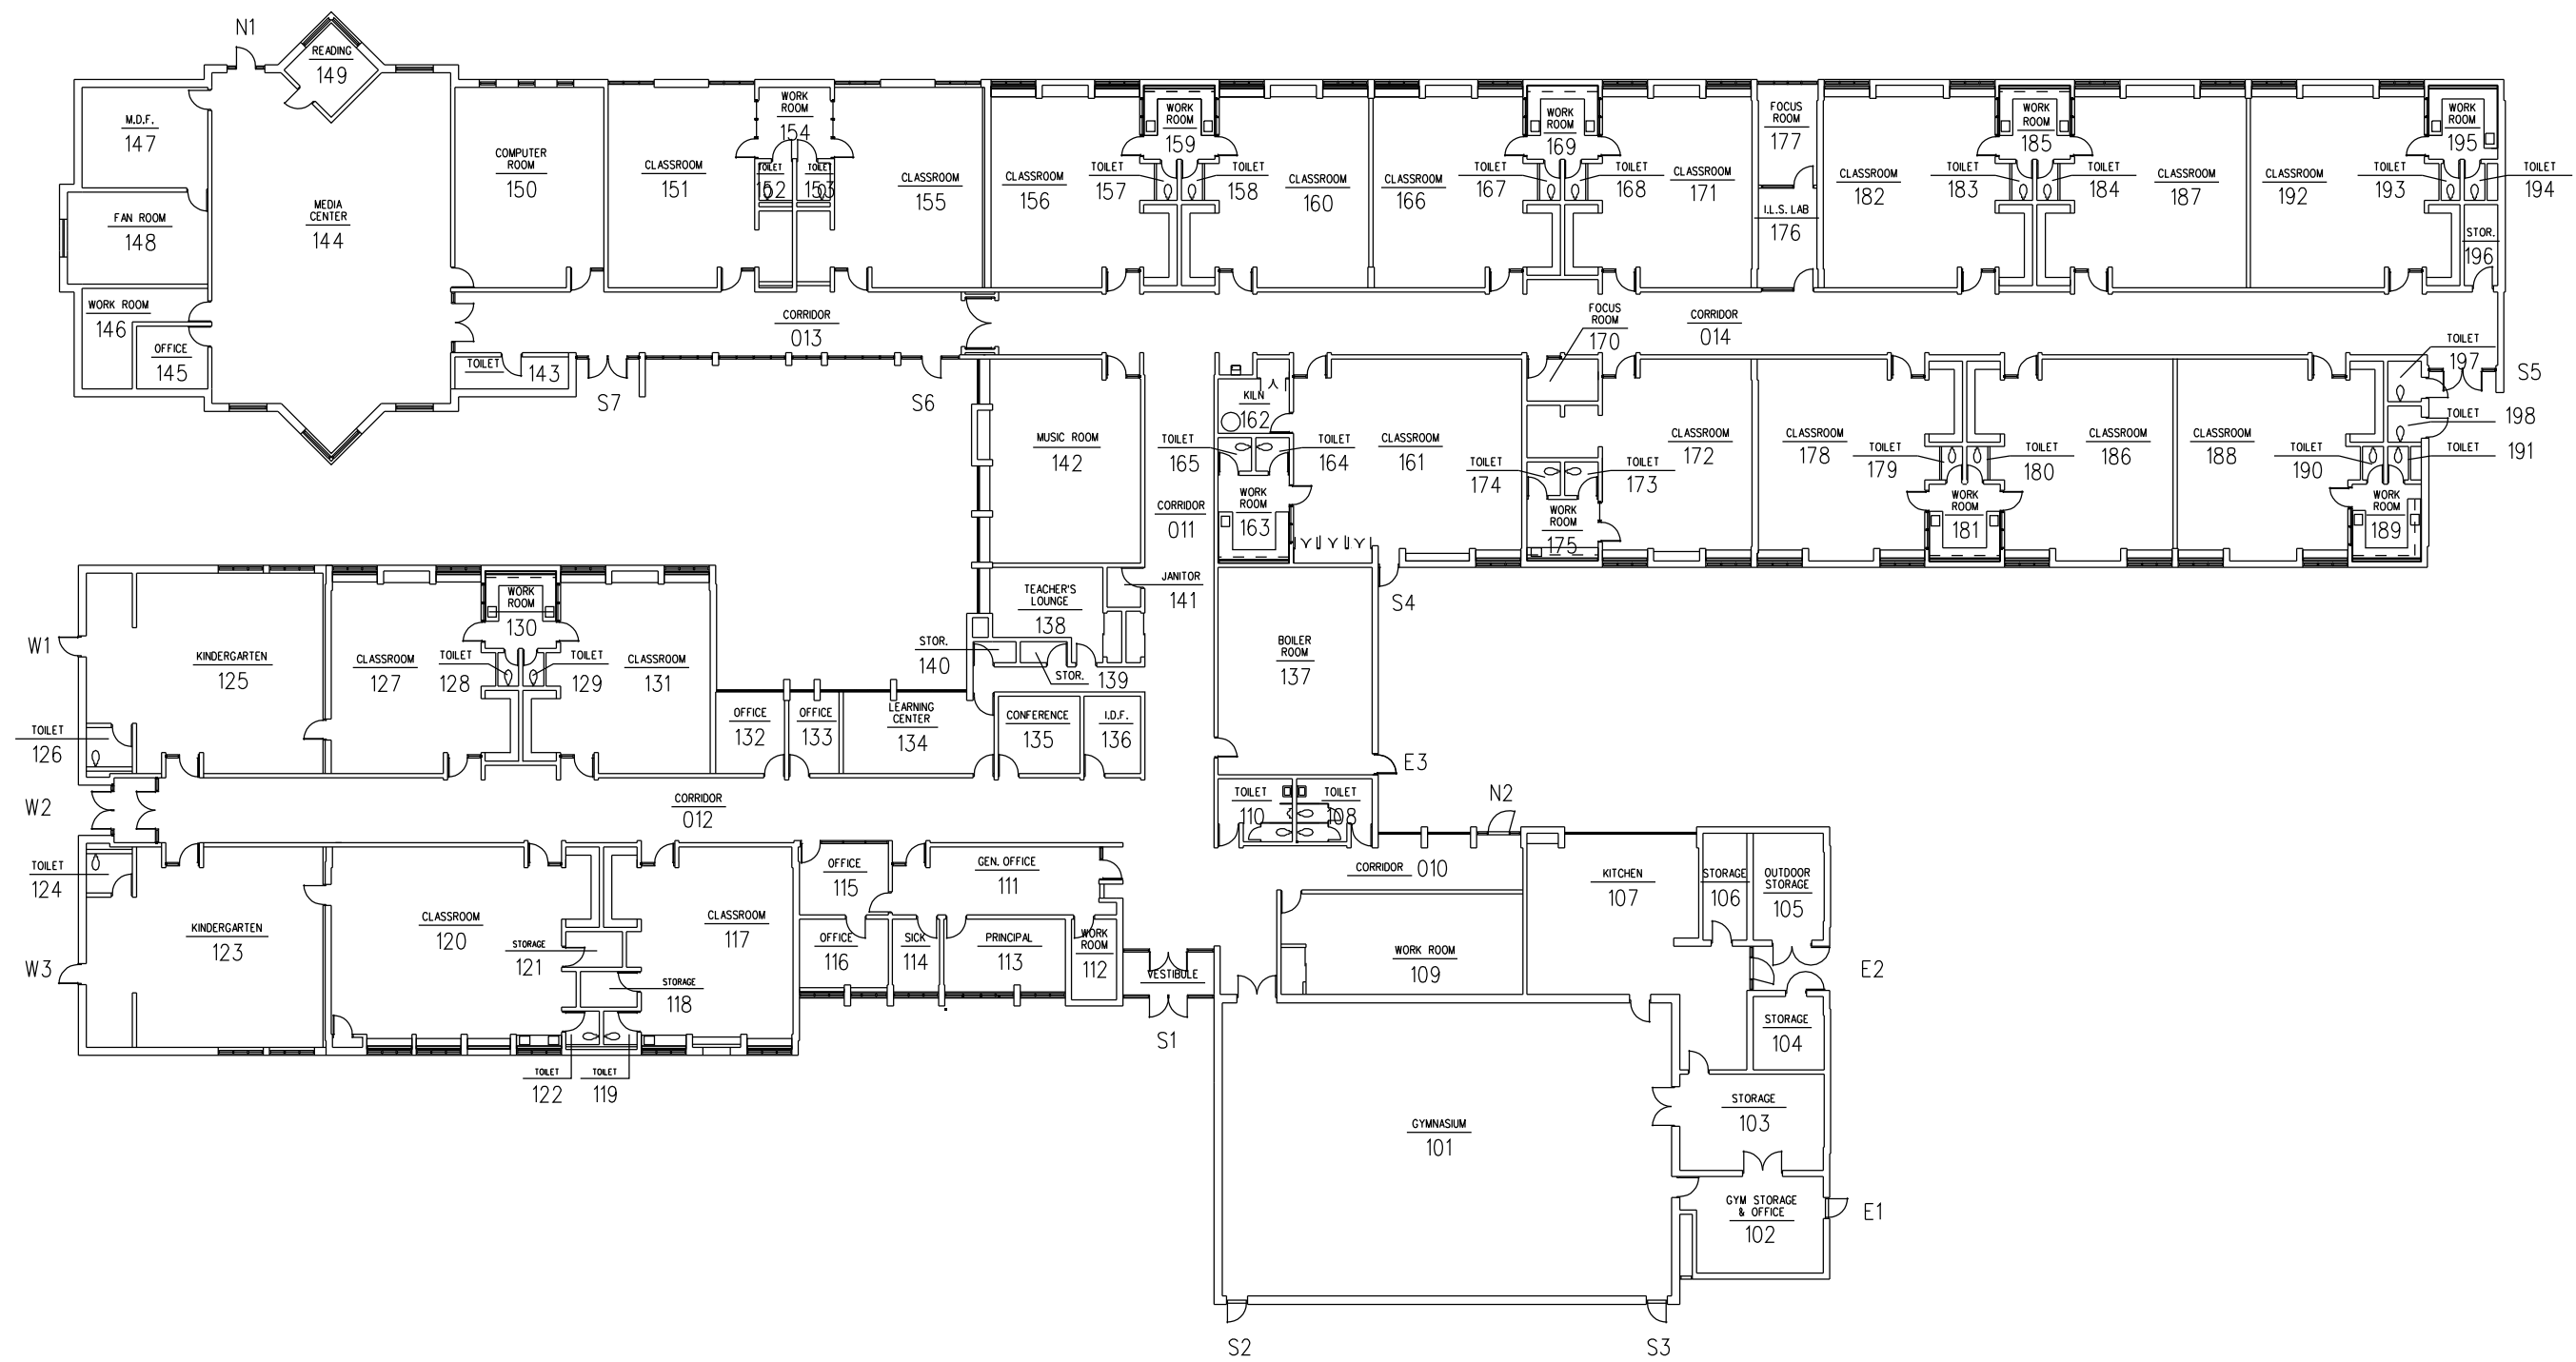 N1
READING
149
M.D.F.
147
FAN ROOM
148
WORK ROOM
146
OFFICE
145
MEDIA
CENTER
144
COMPUTER
ROOM
150
CLASSROOM
151
WORK
ROOM
154
TOILET
152
TOILET
153
CLASSROOM
155
CLASSROOM
156
TOILET
157
WORK
ROOM
159
TOILET
158
CLASSROOM
160
CLASSROOM
166
TOILET
167
WORK
ROOM
169
TOILET
168
CLASSROOM
171
FOCUS
ROOM
177
I.L.S. LAB
176
CLASSROOM
182
TOILET
183
WORK
ROOM
185
TOILET
184
CLASSROOM
187
CLASSROOM
192
TOILET
193
WORK
ROOM
195
TOILET
194
STOR.
196
CORRIDOR
013
FOCUS
ROOM
170
CORRIDOR
014
TOILET
143
S7
S6
TOILET
197
S5
TOILET 198
TOILET 191
MUSIC ROOM
142
TOILET
165
CORRIDOR
011
KILN
162
TOILET
164
WORK
ROOM
163
CLASSROOM
161
TOILET
174
TOILET
173
WORK
ROOM
175
CLASSROOM
172
CLASSROOM
178
TOILET
179
TOILET
180
WORK
ROOM
181
CLASSROOM
186
CLASSROOM
188
TOILET
190
WORK
ROOM
189
S4
W1
KINDERGARTEN
125
TOILET
126
CLASSROOM
127
WORK
ROOM
130
TOILET
128
TOILET
129
CLASSROOM
131
TEACHER'S
LOUNGE
138
JANITOR
141
STOR.
140
STOR. 139
OFFICE
132
OFFICE
133
LEARNING
CENTER
134
CONFERENCE
135
I.D.F.
136
BOILER
ROOM
137
E3
W2
CORRIDOR
012
TOILET
110
TOILET
108
N2
TOILET
124
KINDERGARTEN
123
W3
CLASSROOM
120
STORAGE
121
STORAGE
118
CLASSROOM
117
TOILET
122
TOILET
119
OFFICE
115
OFFICE
116
GEN. OFFICE
111
SICK
114
PRINCIPAL
113
WORK
ROOM
112
VESTIBULE
S1
CORRIDOR 010
WORK ROOM
109
KITCHEN
107
STORAGE
106
OUTDOOR
STORAGE
105
E2
STORAGE
104
STORAGE
103
GYMNASIUM
101
GYM STORAGE
& OFFICE
102
E1
S2
S3